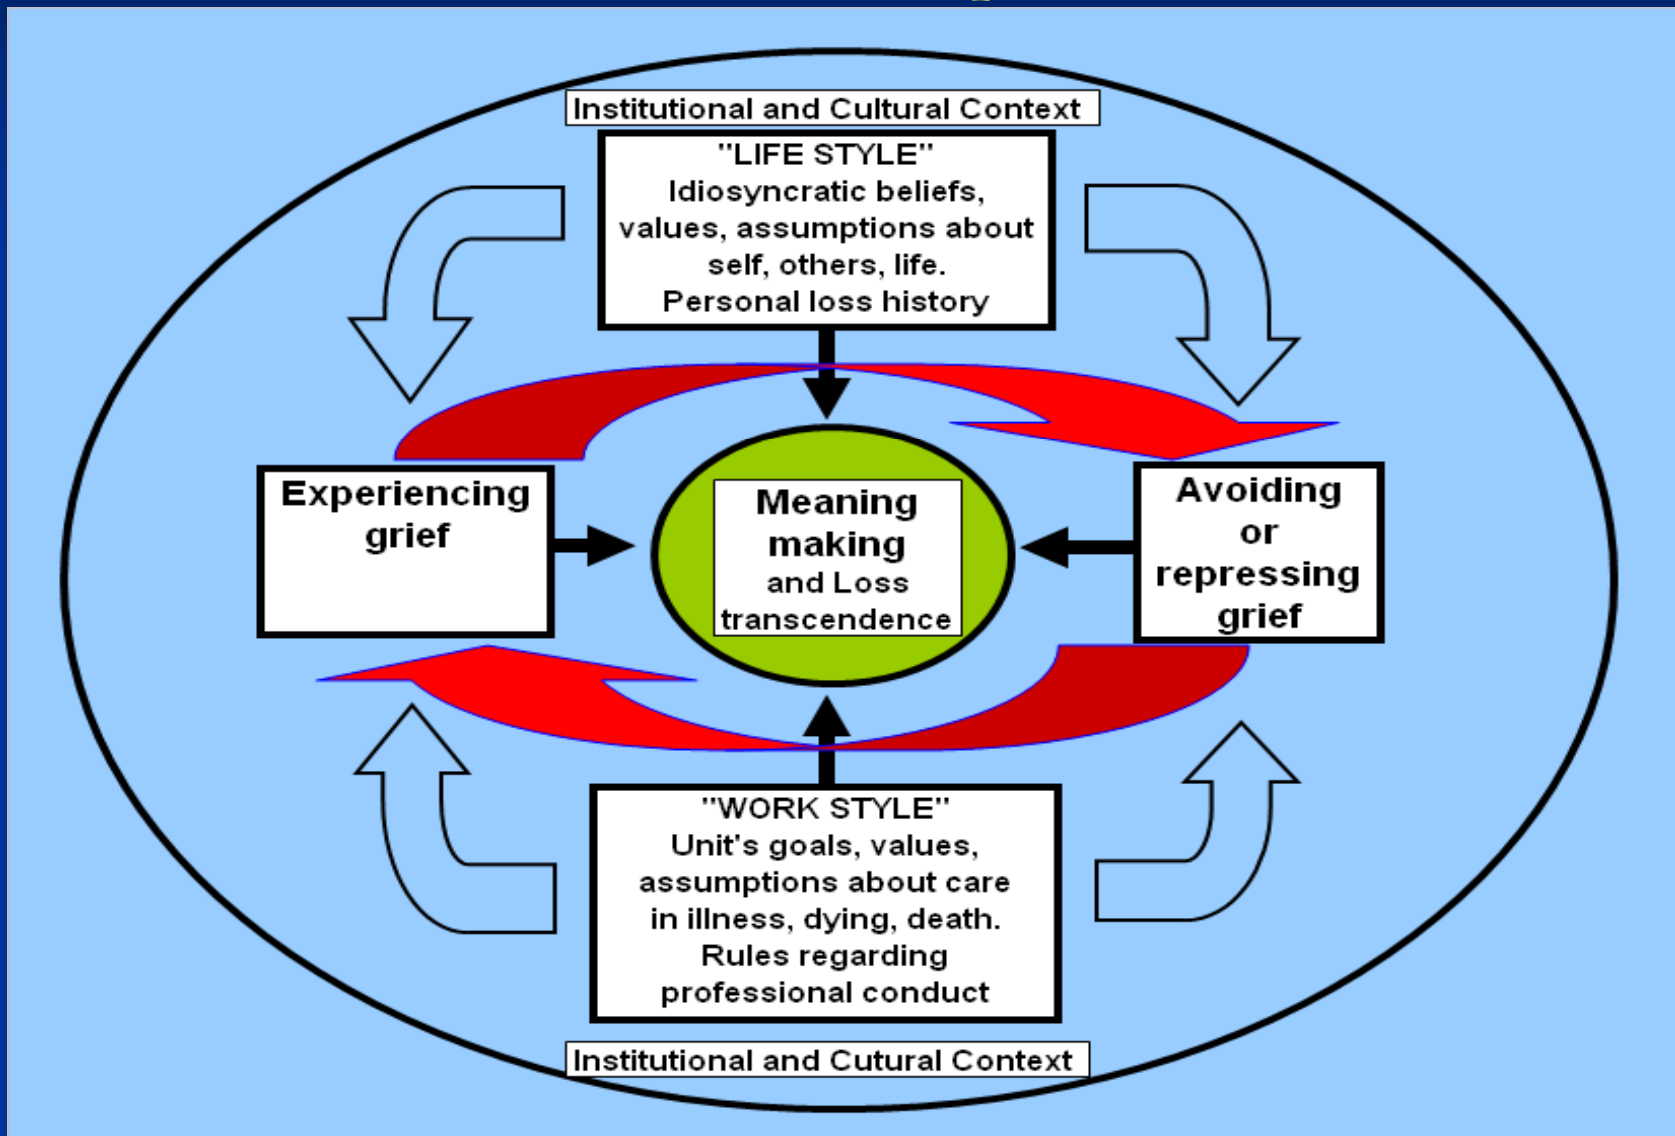 Institutional and Cultural Context
"LIFE STYLE"
Idiosyncratic beliefs,
values, assumptions about
self, others, life.
Personal loss history
Experiencing
grief
Meaning
making
and Loss
transcendence
Avoiding
or
repressing
grief
"WORK STYLE"
Unit's goals, values,
assumptions about care
in illness, dying, death.
Rules regarding
professional conduct
Institutional and Cutural Context